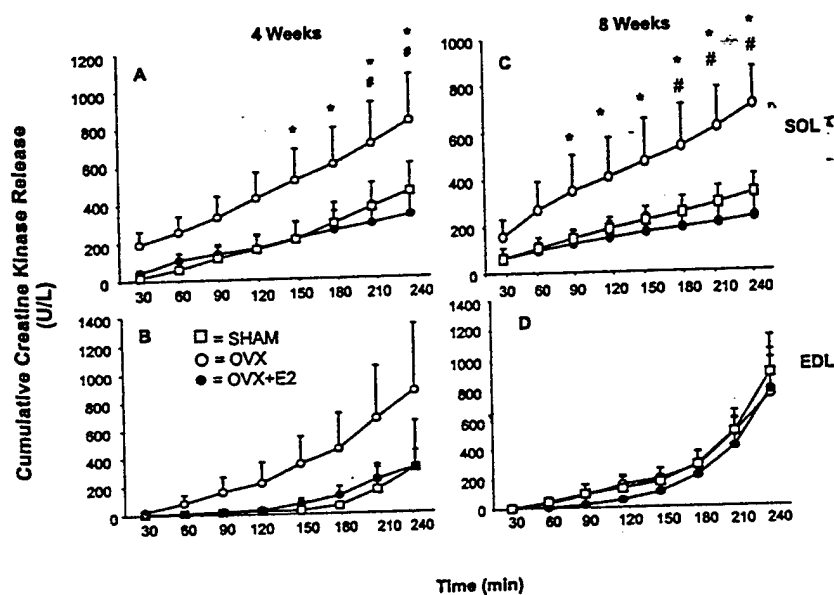 4 Weeks
8 Weeks
A
C
* * * * * *
# # # # #
SOL
1200
1000
800
600
400
200
0
30 60 90 120 150 180 210 240
1000
800
600
400
200
0
30 60 90 120 150 180 210 240
Cumulative Creatine Kinase Release
(U/L)
B
D
EDL
□ = SHAM
○ = OVX
● = OVX+E2
1400
1200
1000
800
600
400
200
0
30 60 90 120 150 180 210 240
1400
1200
1000
800
600
400
200
0
30 60 90 120 150 180 210 240
Time (min)